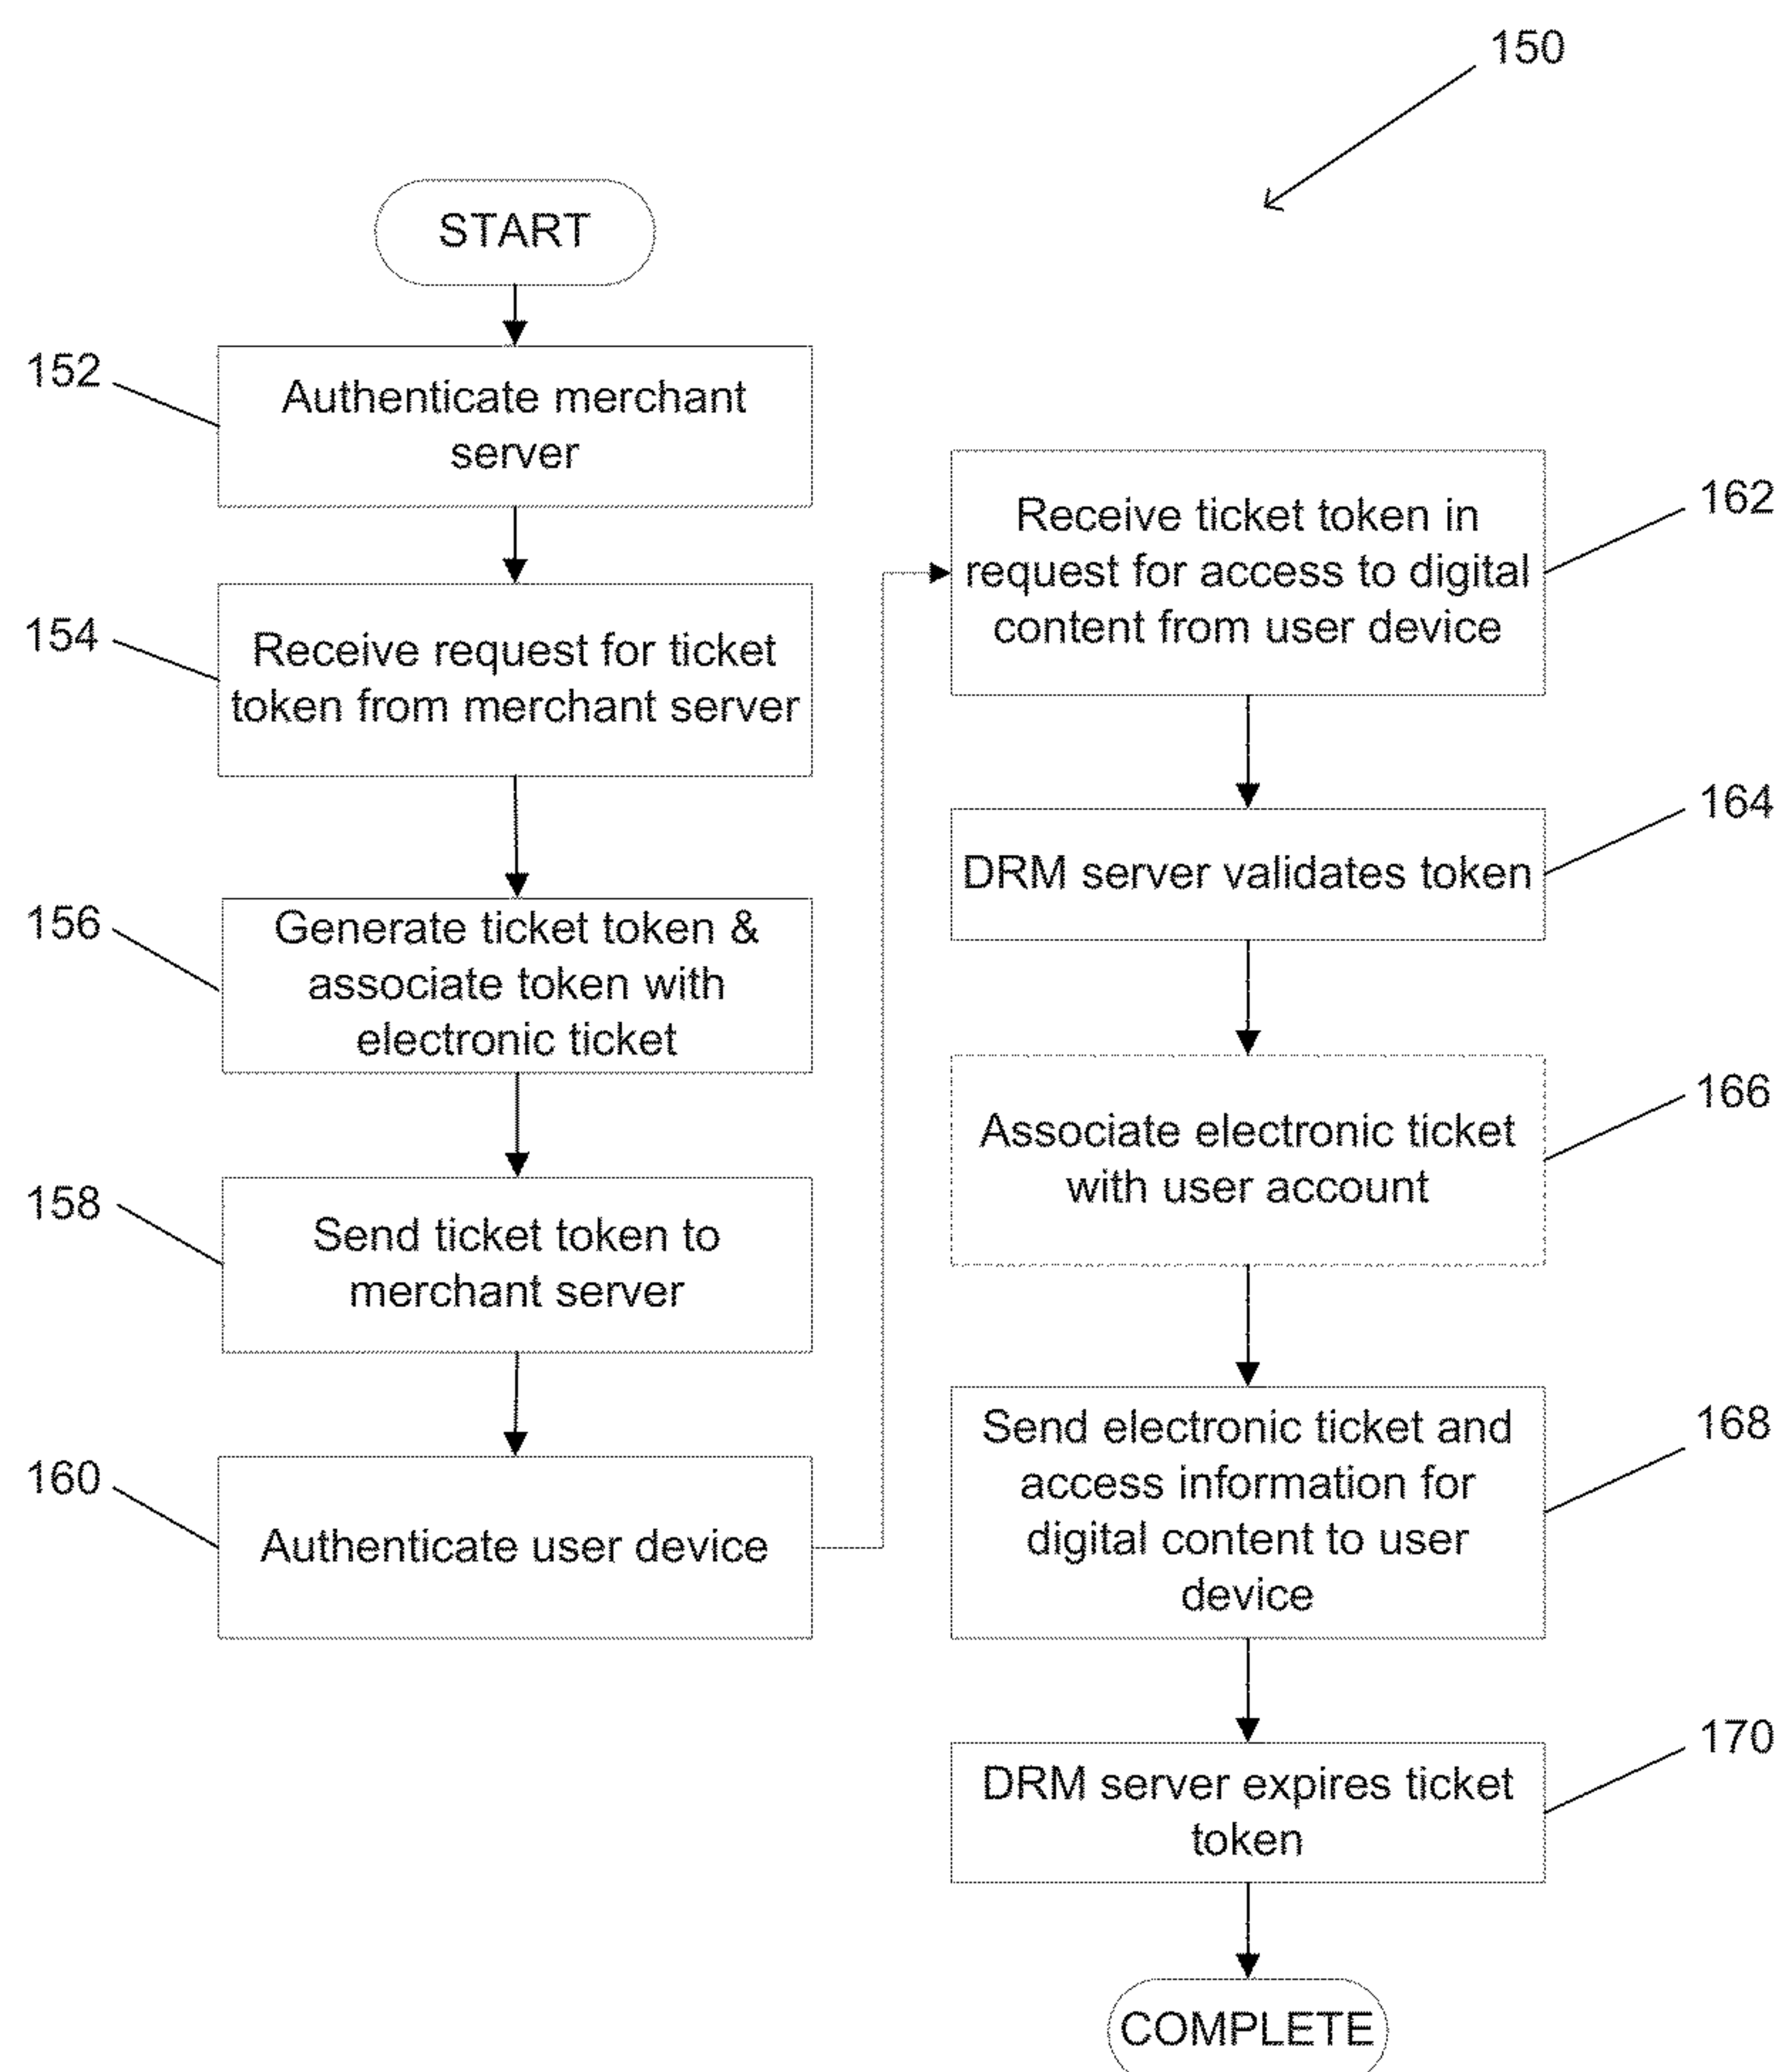 150
START
152
Authenticate merchant
server
154
Receive request for ticket
token from merchant server
156
Generate ticket token &
associate token with
electronic ticket
158
Send ticket token to
merchant server
160
Authenticate user device
162
Receive ticket token in
request for access to digital
content from user device
164
DRM server validates token
166
Associate electronic ticket
with user account
168
Send electronic ticket and
access information for
digital content to user
device
170
DRM server expires ticket
token
COMPLETE